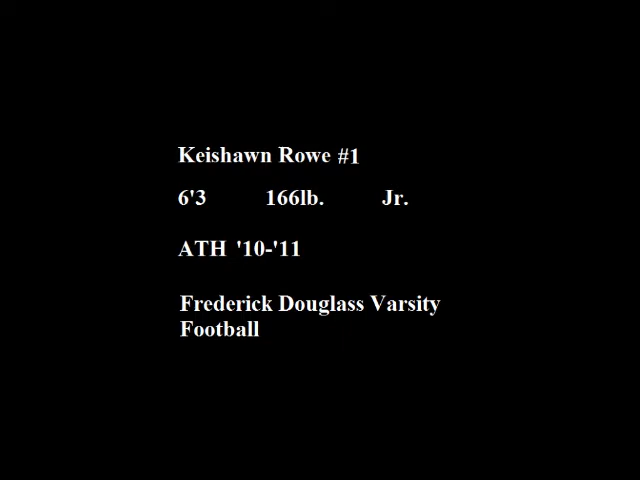 Keishawn Rowe #1
6'3 166lb. Jr.
ATH '10-'11
Frederick Douglass Varsity
Football